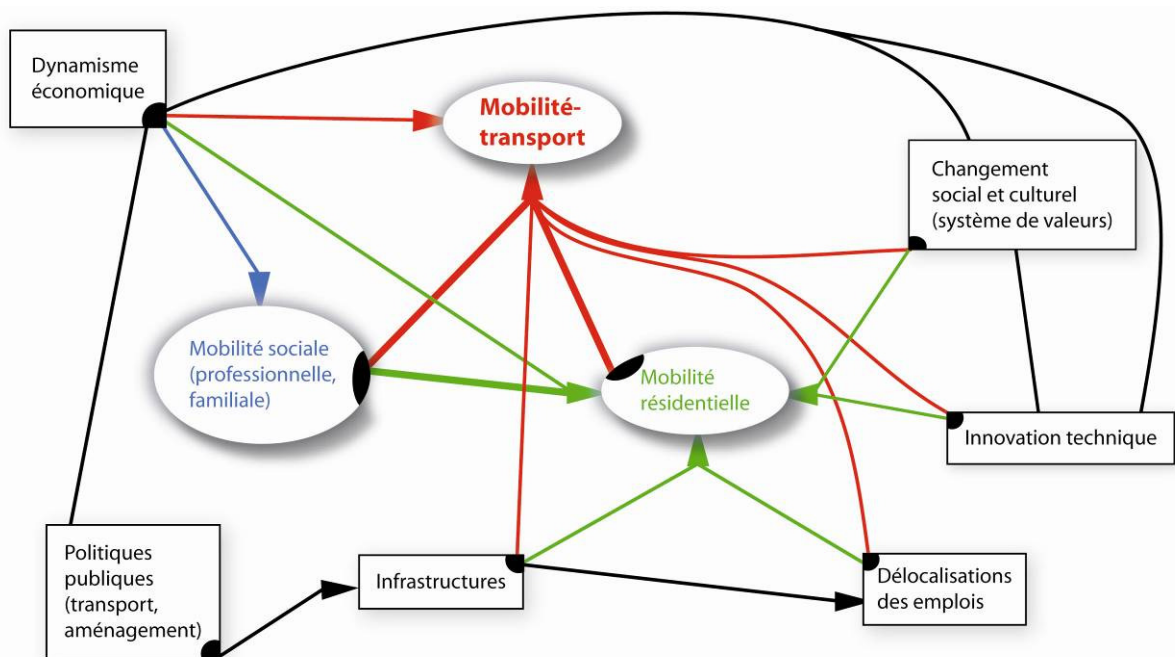 Dynamisme
économique
Mobilité-
transport
Changement
social et culturel
(système de valeurs)
Mobilité sociale
(professionnelle,
familiale)
Mobilité
résidentielle
Innovation technique
Politiques
publiques
(transport,
aménagement)
Infrastructures
Délocalisations
des emplois